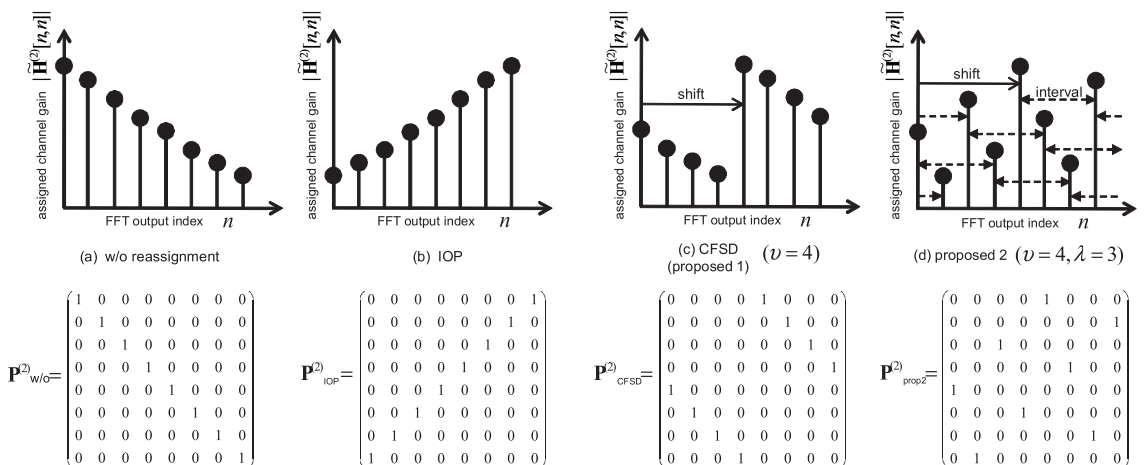 assigned channel gain |H̃⁽²⁾[n,n]|
FFT output index n
(a) w/o reassignment
assigned channel gain |H̃⁽²⁾[n,n]|
FFT output index n
(b) IOP
assigned channel gain |H̃⁽²⁾[n,n]|
shift
FFT output index n
(c) CFSD (υ = 4)
(proposed 1)
assigned channel gain |H̃⁽²⁾[n,n]|
shift
interval
FFT output index n
(d) proposed 2 (υ = 4, λ = 3)
P⁽²⁾w/o =
1 0 0 0 0 0 0 0
0 1 0 0 0 0 0 0
0 0 1 0 0 0 0 0
0 0 0 1 0 0 0 0
0 0 0 0 1 0 0 0
0 0 0 0 0 1 0 0
0 0 0 0 0 0 1 0
0 0 0 0 0 0 0 1
P⁽²⁾IOP =
0 0 0 0 0 0 0 1
0 0 0 0 0 0 1 0
0 0 0 0 0 1 0 0
0 0 0 0 1 0 0 0
0 0 0 1 0 0 0 0
0 0 1 0 0 0 0 0
0 1 0 0 0 0 0 0
1 0 0 0 0 0 0 0
P⁽²⁾CFSD =
0 0 0 0 1 0 0 0
0 0 0 0 0 1 0 0
0 0 0 0 0 0 1 0
0 0 0 0 0 0 0 1
1 0 0 0 0 0 0 0
0 1 0 0 0 0 0 0
0 0 1 0 0 0 0 0
0 0 0 1 0 0 0 0
P⁽²⁾prop2 =
0 0 0 0 1 0 0 0
0 0 0 0 0 0 0 1
0 0 1 0 0 0 0 0
0 0 0 0 0 1 0 0
1 0 0 0 0 0 0 0
0 0 0 1 0 0 0 0
0 0 0 0 0 0 1 0
0 1 0 0 0 0 0 0